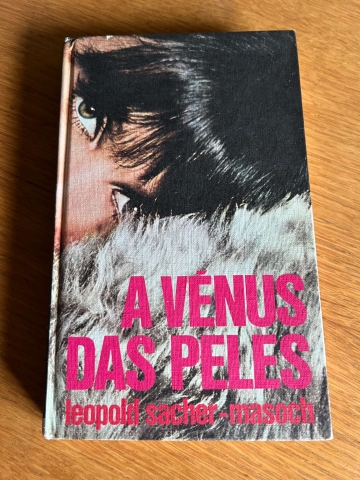 A VÉNUS
DAS PELES
leopold sacher-masoch